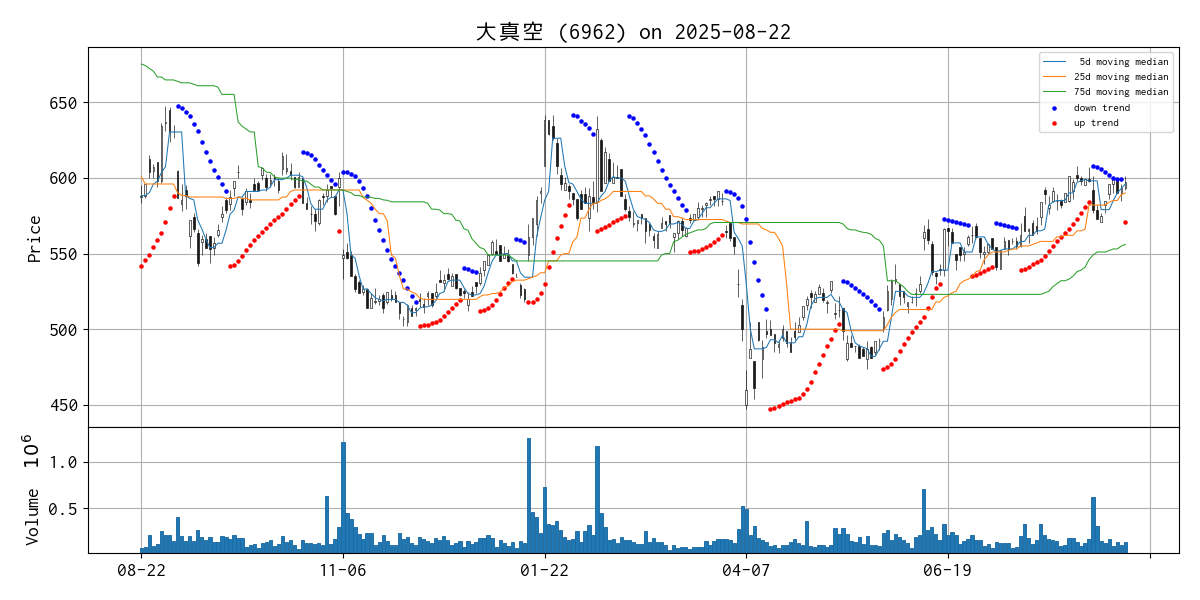 大真空 (6962) on 2025-08-22
5d moving median
25d moving median
75d moving median
down trend
up trend
Price
650
600
550
500
450
Volume 10^6
1.0
0.5
08-22
11-06
01-22
04-07
06-19